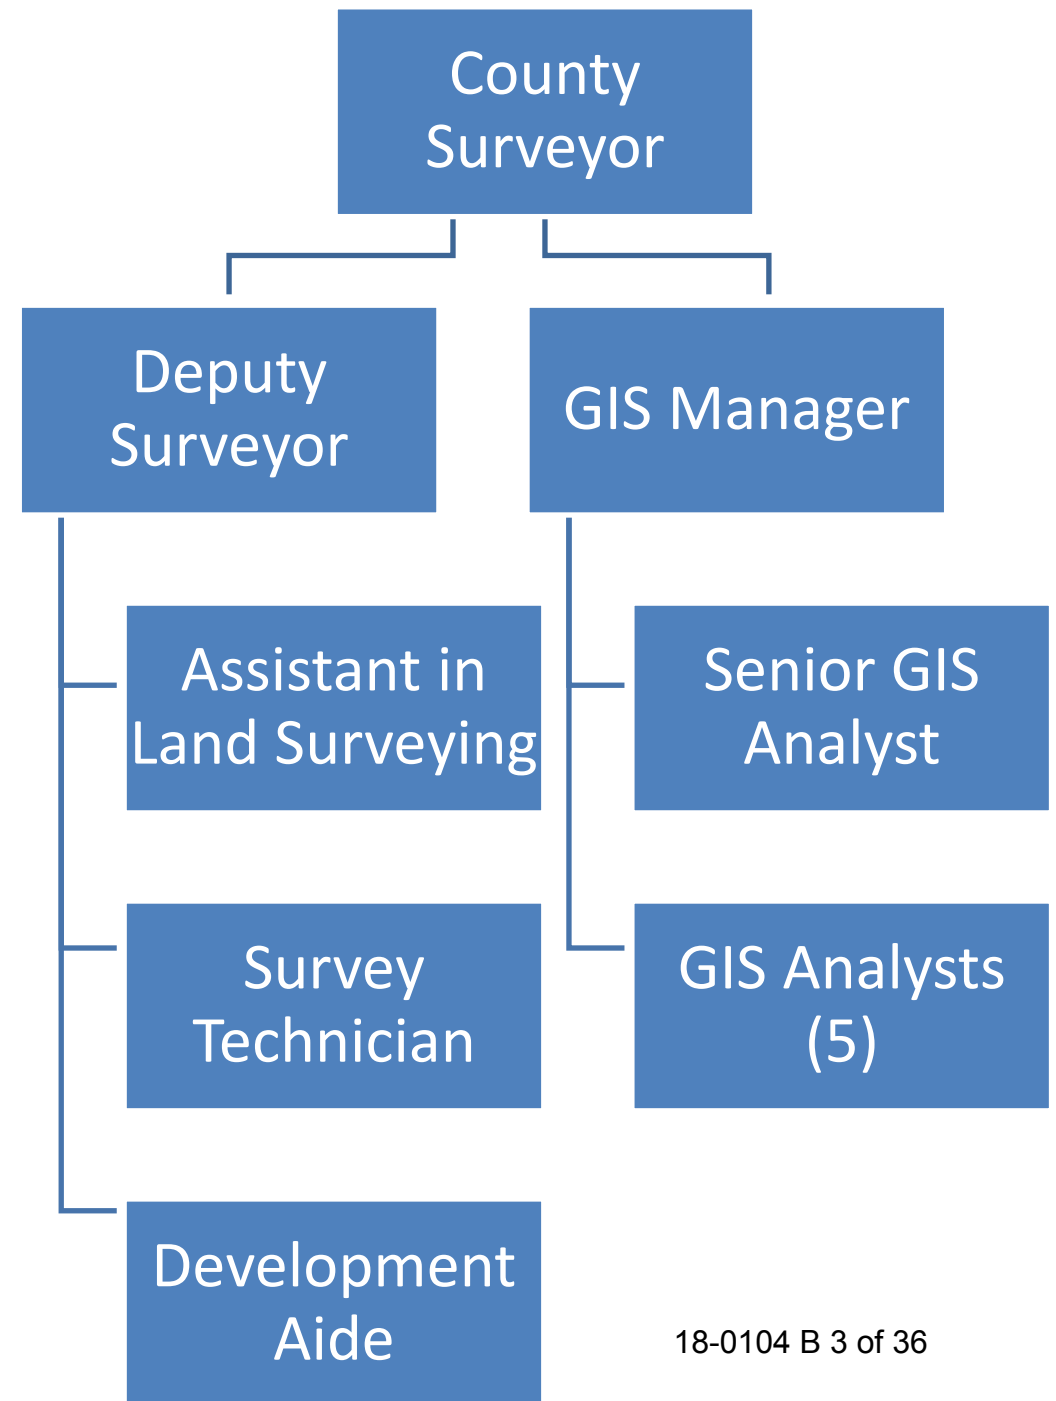 County
Surveyor
Deputy
Surveyor
GIS Manager
Assistant in
Land Surveying
Senior GIS
Analyst
Survey
Technician
GIS Analysts
(5)
Development
Aide
18-0104 B 3 of 36